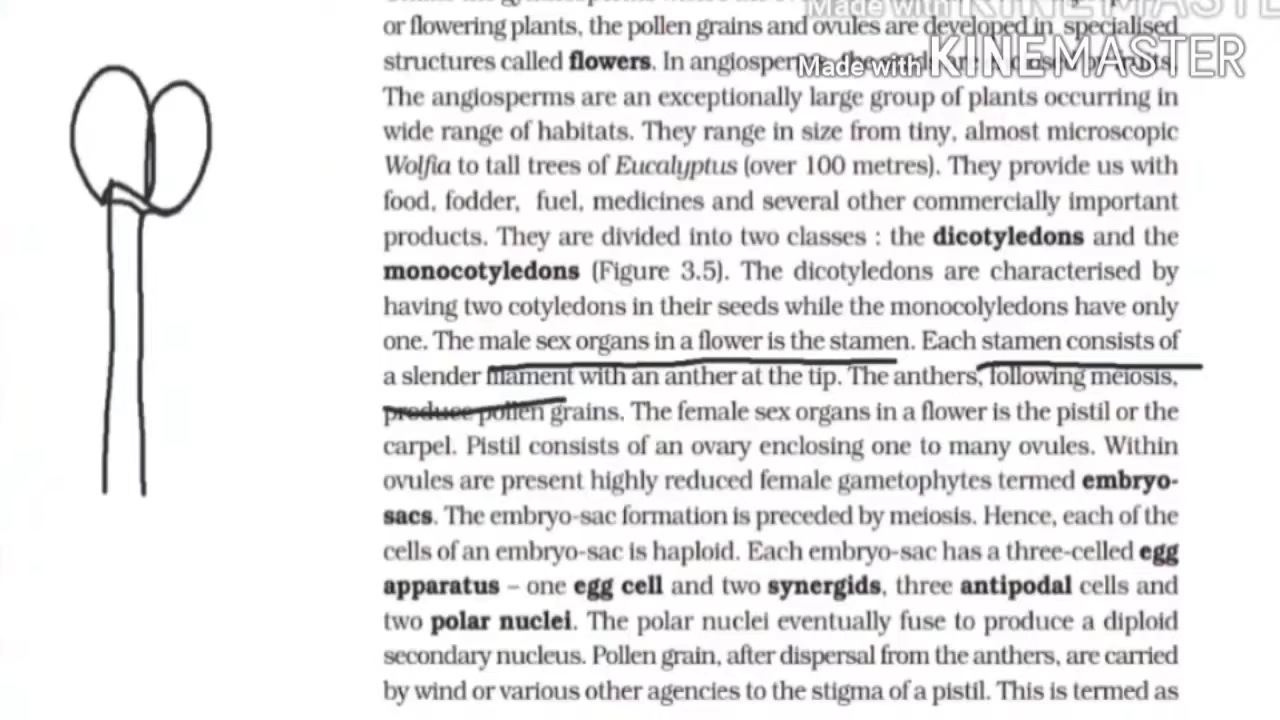 Made with KINEMASTER
or flowering plants, the pollen grains and ovules are developed in specialised
structures called flowers. In angiosperms,
Made with KINEMASTER
The angiosperms are an exceptionally large group of plants occurring in
wide range of habitats. They range in size from tiny, almost microscopic
Wolfia to tall trees of Eucalyptus (over 100 metres). They provide us with
food, fodder, fuel, medicines and several other commercially important
products. They are divided into two classes : the dicotyledons and the
monocotyledons (Figure 3.5). The dicotyledons are characterised by
having two cotyledons in their seeds while the monocolyledons have only
one. The male sex organs in a flower is the stamen. Each stamen consists of
a slender filament with an anther at the tip. The anthers, following meiosis,
produce pollen grains. The female sex organs in a flower is the pistil or the
carpel. Pistil consists of an ovary enclosing one to many ovules. Within
ovules are present highly reduced female gametophytes termed embryo-
sacs. The embryo-sac formation is preceded by meiosis. Hence, each of the
cells of an embryo-sac is haploid. Each embryo-sac has a three-celled egg
apparatus – one egg cell and two synergids, three antipodal cells and
two polar nuclei. The polar nuclei eventually fuse to produce a diploid
secondary nucleus. Pollen grain, after dispersal from the anthers, are carried
by wind or various other agencies to the stigma of a pistil. This is termed as